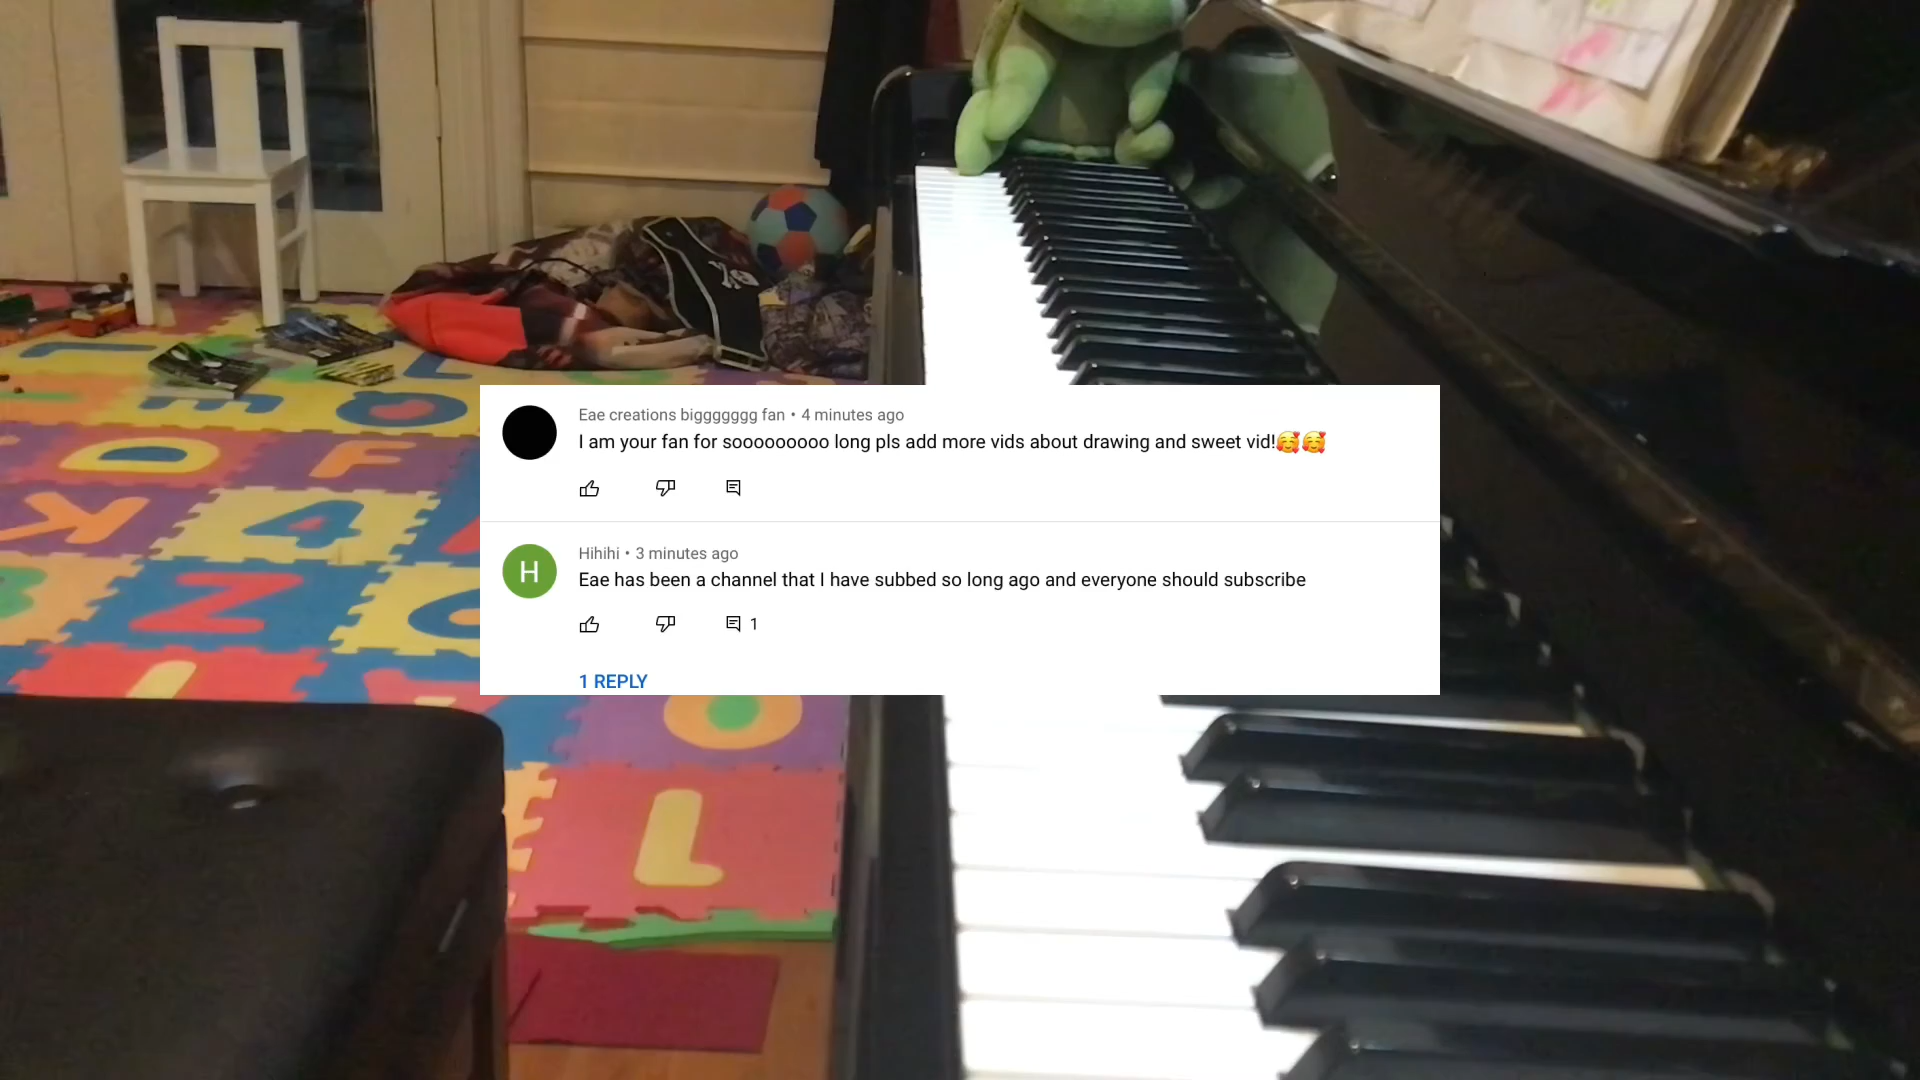 Eae creations biggggggg fan • 4 minutes ago
I am your fan for sooooooooo long pls add more vids about drawing and sweet vid!🥰🥰
Hihihi • 3 minutes ago
H
Eae has been a channel that I have subbed so long ago and everyone should subscribe
1
1 REPLY
L
D
F
K
4
Z
L